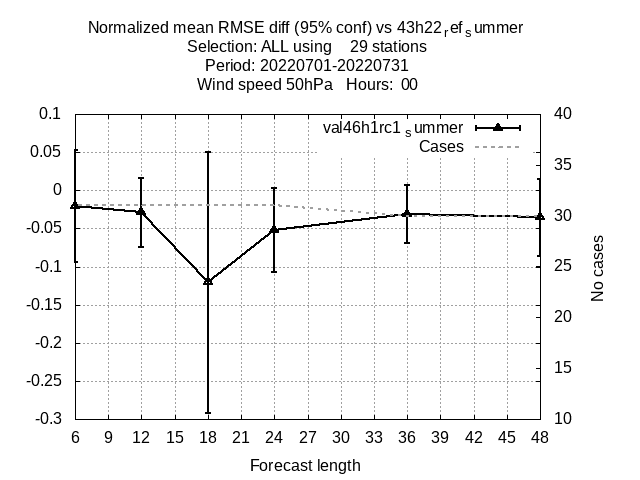 Normalized mean RMSE diff (95% conf) vs 43h22refsummer
Selection: ALL using 29 stations
Period: 20220701-20220731
Wind speed 50hPa Hours: 00
val46h1rc1summer
Cases
0.1
0.05
0
-0.05
-0.1
-0.15
-0.2
-0.25
-0.3
40
35
30
25
20
15
10
No cases
6 9 12 15 18 21 24 27 30 33 36 39 42 45 48
Forecast length